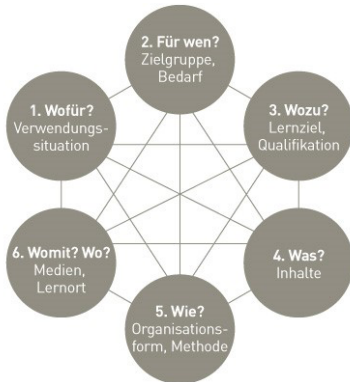 1. Wofür?
Verwendungs-
situation
2. Für wen?
Zielgruppe,
Bedarf
3. Wozu?
Lernziel,
Qualifikation
4. Was?
Inhalte
5. Wie?
Organisations-
form, Methode
6. Womit? Wo?
Medien,
Lernort